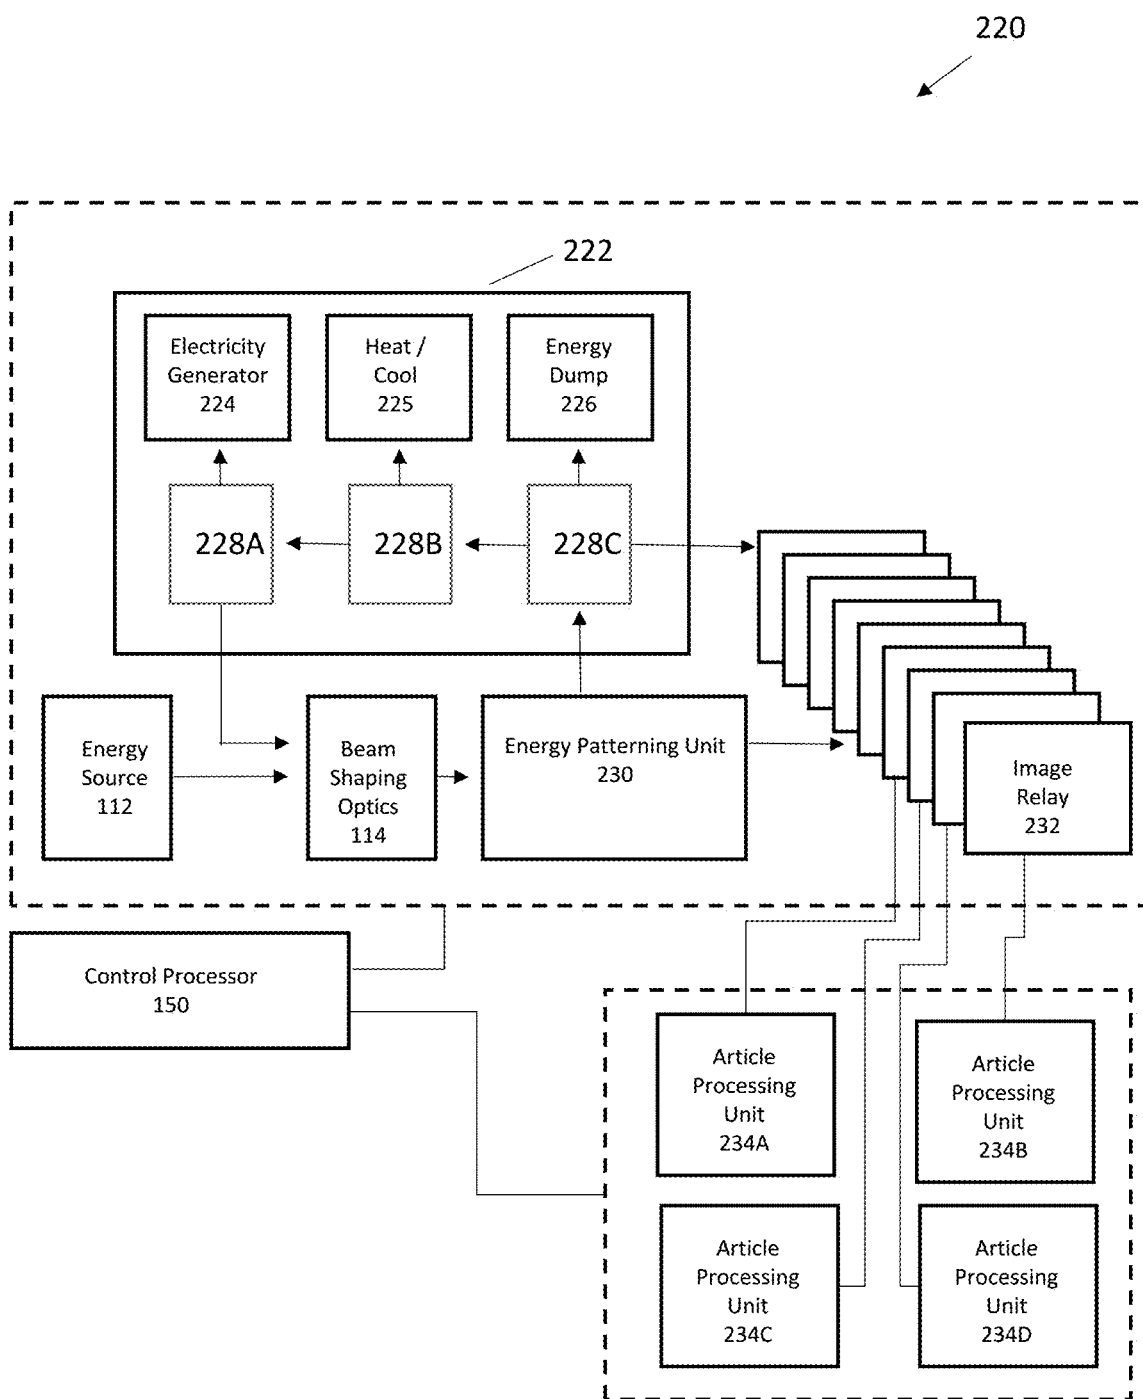 220
222
Electricity
Generator
224
Heat /
Cool
225
Energy
Dump
226
228A
228B
228C
Energy
Source
112
Beam
Shaping
Optics
114
Energy Patterning Unit
230
Image
Relay
232
Control Processor
150
Article
Processing
Unit
234A
Article
Processing
Unit
234B
Article
Processing
Unit
234C
Article
Processing
Unit
234D